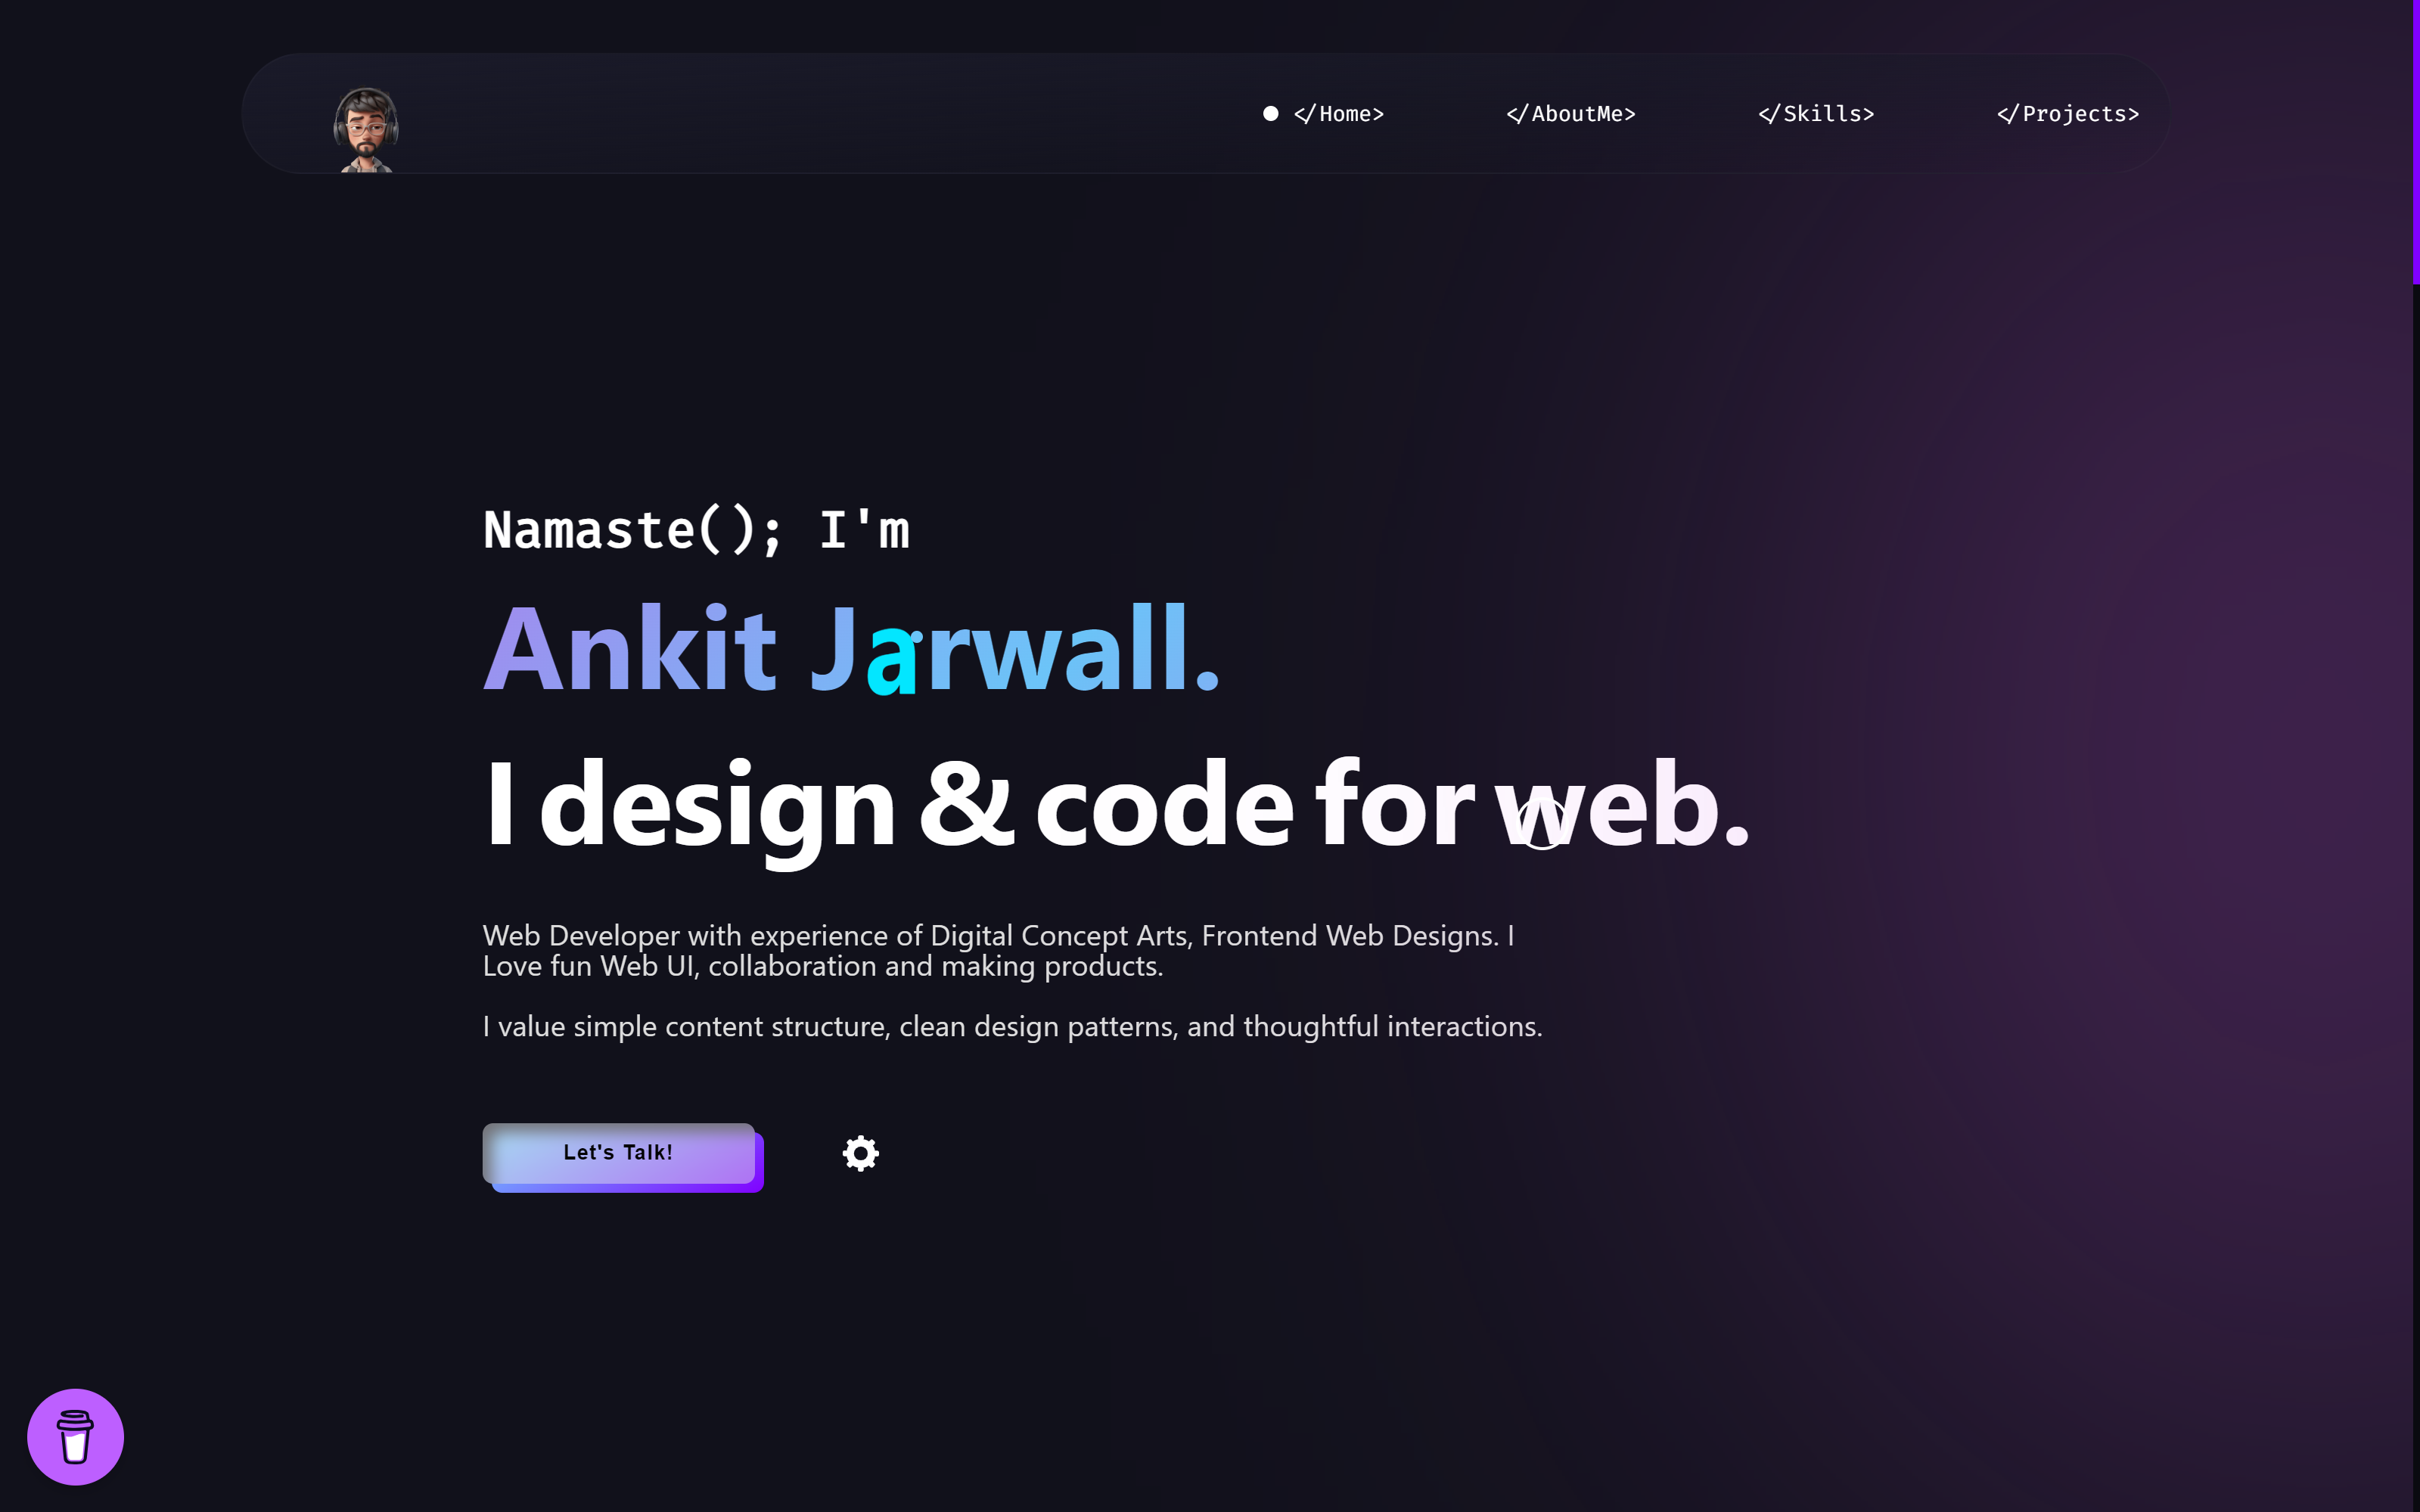 </Home> </AboutMe> </Skills> </Projects>
Namaste(); I'm
Ankit Jarwall.
I design & code for web.
Web Developer with experience of Digital Concept Arts, Frontend Web Designs. I
Love fun Web UI, collaboration and making products.
I value simple content structure, clean design patterns, and thoughtful interactions.
Let's Talk!